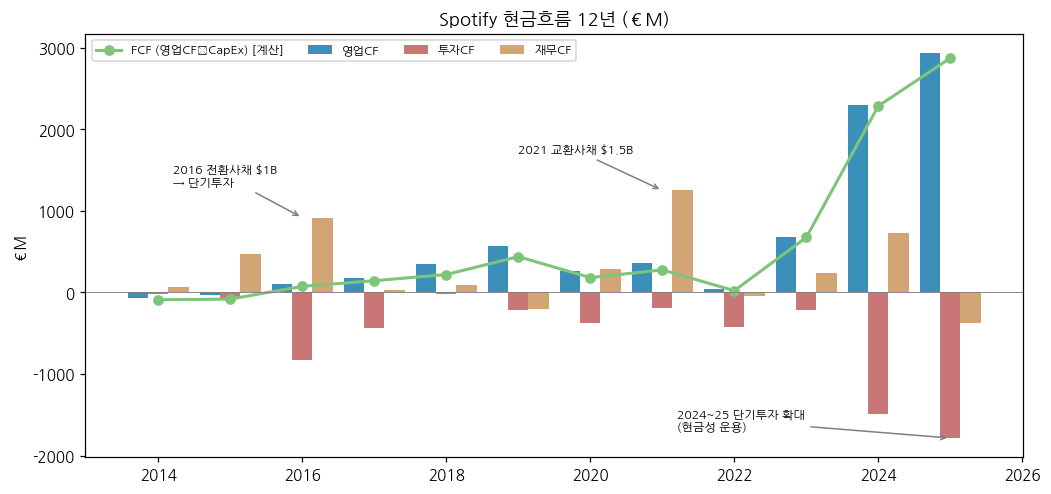 Spotify 현금흐름 12년 (€M)
FCF (영업CF□CapEx) [계산]
영업CF
투자CF
재무CF
3000
2000
1000
0
-1000
-2000
€M
2016 전환사채 $1B
→ 단기투자
2021 교환사채 $1.5B
2024~25 단기투자 확대
(현금성 운용)
2014
2016
2018
2020
2022
2024
2026